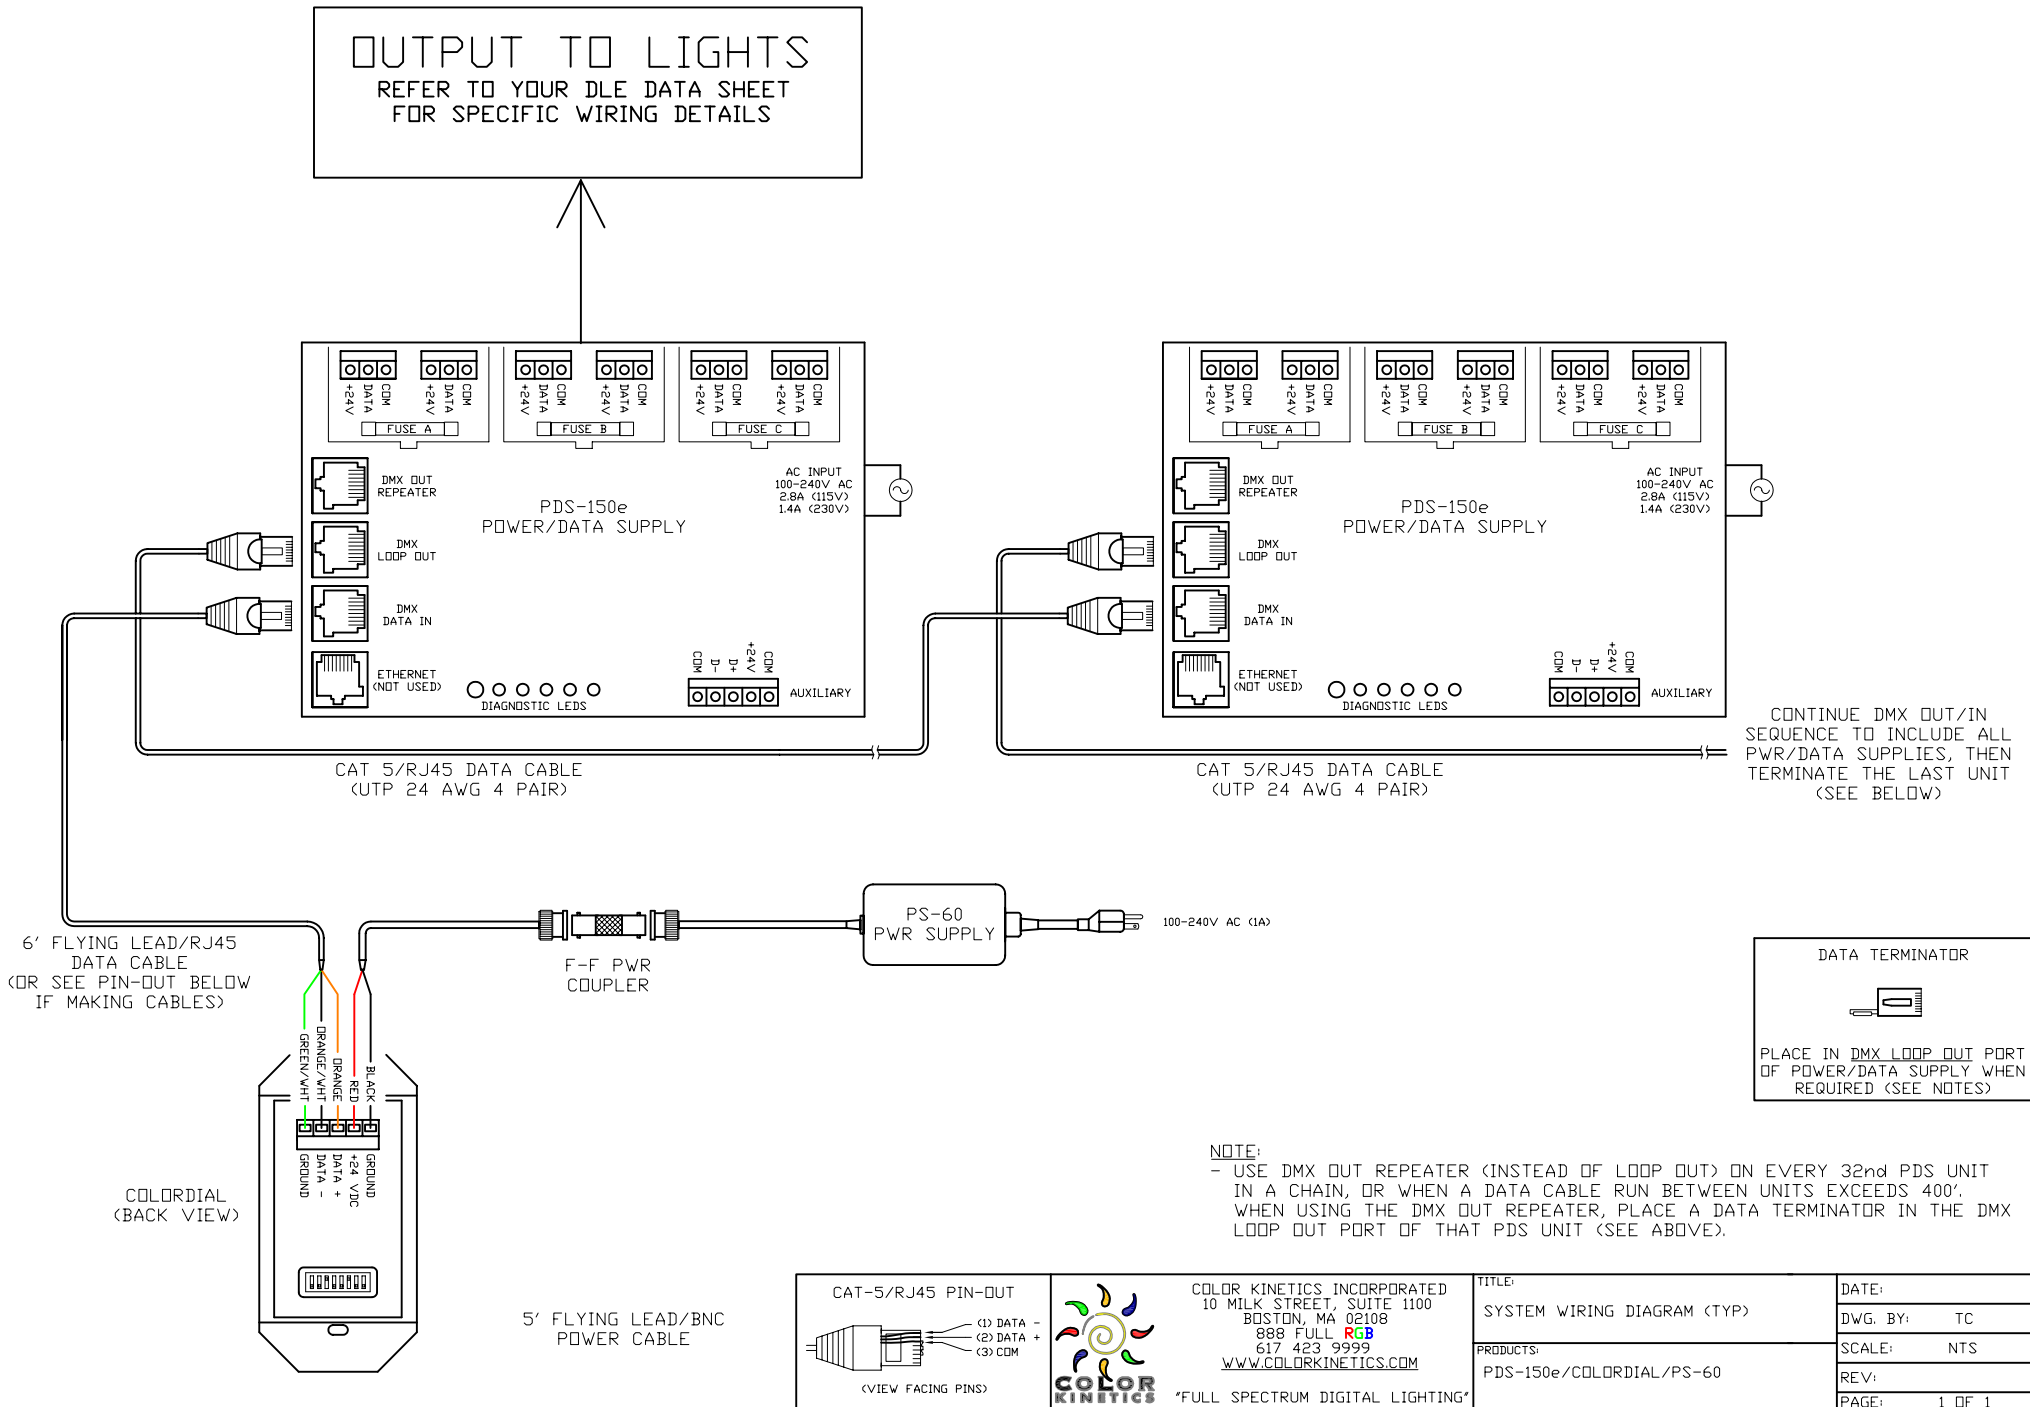 OUTPUT TO LIGHTS
REFER TO YOUR DLE DATA SHEET
FOR SPECIFIC WIRING DETAILS
+24V
DATA
COM
+24V
DATA
COM
FUSE A
+24V
DATA
COM
+24V
DATA
COM
FUSE B
+24V
DATA
COM
+24V
DATA
COM
FUSE C
DMX OUT
REPEATER
DMX
LOOP OUT
DMX
DATA IN
ETHERNET
(NOT USED)
PDS-150e
POWER/DATA SUPPLY
AC INPUT
100-240V AC
2.8A (115V)
1.4A (230V)
DIAGNOSTIC LEDS
COM
D-
D+
+24V
COM
AUXILIARY
+24V
DATA
COM
+24V
DATA
COM
FUSE A
+24V
DATA
COM
+24V
DATA
COM
FUSE B
+24V
DATA
COM
+24V
DATA
COM
FUSE C
DMX OUT
REPEATER
DMX
LOOP OUT
DMX
DATA IN
ETHERNET
(NOT USED)
PDS-150e
POWER/DATA SUPPLY
AC INPUT
100-240V AC
2.8A (115V)
1.4A (230V)
DIAGNOSTIC LEDS
COM
D-
D+
+24V
COM
AUXILIARY
CAT 5/RJ45 DATA CABLE
(UTP 24 AWG 4 PAIR)
CAT 5/RJ45 DATA CABLE
(UTP 24 AWG 4 PAIR)
CONTINUE DMX OUT/IN
SEQUENCE TO INCLUDE ALL
PWR/DATA SUPPLIES, THEN
TERMINATE THE LAST UNIT
(SEE BELOW)
6' FLYING LEAD/RJ45
DATA CABLE
(OR SEE PIN-OUT BELOW
IF MAKING CABLES)
F-F PWR
COUPLER
PS-60
PWR SUPPLY
100-240V AC (1A)
DATA TERMINATOR
PLACE IN DMX LOOP OUT PORT
OF POWER/DATA SUPPLY WHEN
REQUIRED (SEE NOTES)
GREEN/WHT
ORANGE/WHT
ORANGE
RED
BLACK
GROUND
DATA -
DATA +
+24 VDC
GROUND
COLORDIAL
(BACK VIEW)
5' FLYING LEAD/BNC
POWER CABLE
NOTE:
- USE DMX OUT REPEATER (INSTEAD OF LOOP OUT) ON EVERY 32nd PDS UNIT
IN A CHAIN, OR WHEN A DATA CABLE RUN BETWEEN UNITS EXCEEDS 400'.
WHEN USING THE DMX OUT REPEATER, PLACE A DATA TERMINATOR IN THE DMX
LOOP OUT PORT OF THAT PDS UNIT (SEE ABOVE).
CAT-5/RJ45 PIN-OUT
(1) DATA -
(2) DATA +
(3) COM
(VIEW FACING PINS)
COLOR
KINETICS
COLOR KINETICS INCORPORATED
10 MILK STREET, SUITE 1100
BOSTON, MA 02108
888 FULL RGB
617 423 9999
WWW.COLORKINETICS.COM
"FULL SPECTRUM DIGITAL LIGHTING"
TITLE:
SYSTEM WIRING DIAGRAM (TYP)
PRODUCTS:
PDS-150e/COLORDIAL/PS-60
DATE:
DWG. BY: TC
SCALE: NTS
REV:
PAGE: 1 OF 1